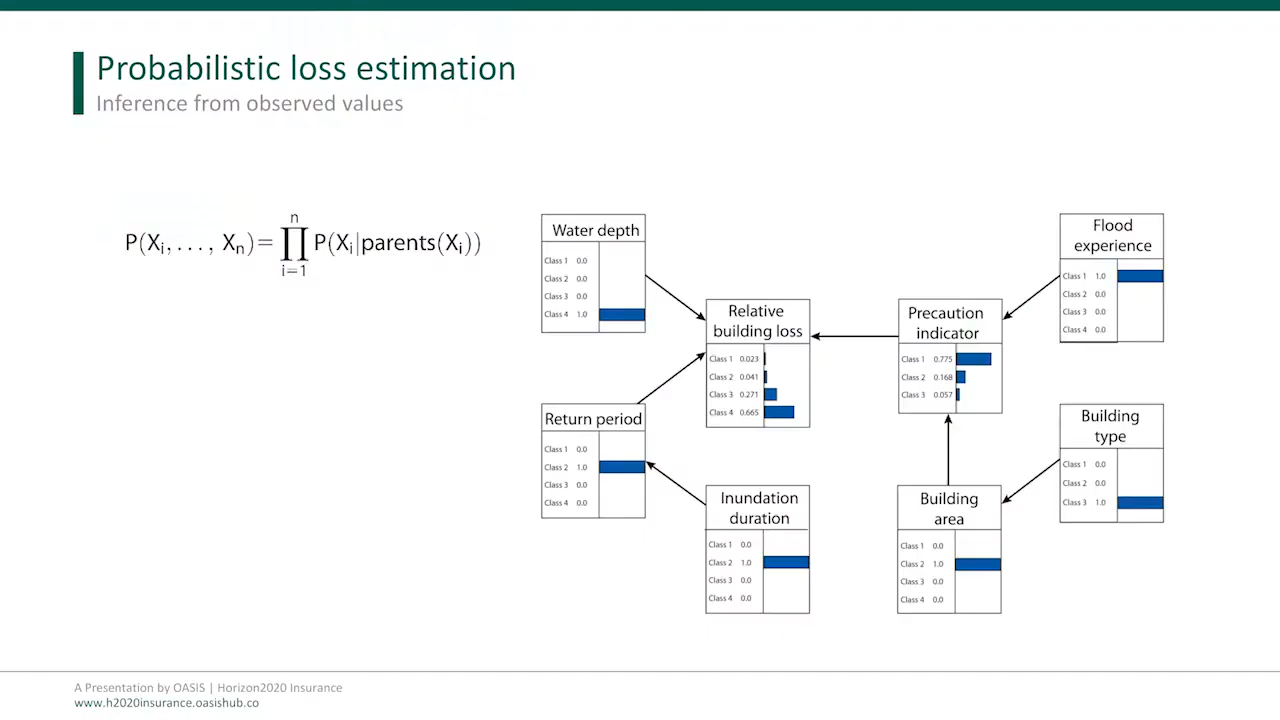 Probabilistic loss estimation
Inference from observed values
P(Xi, . . . , Xn)= n∏i=1 P(Xi|parents(Xi))
Water depth
Class 1 0.0
Class 2 0.0
Class 3 0.0
Class 4 1.0
Flood
experience
Class 1 1.0
Class 2 0.0
Class 3 0.0
Class 4 0.0
Relative
building loss
Class 1 0.023
Class 2 0.041
Class 3 0.271
Class 4 0.665
Precaution
indicator
Class 1 0.775
Class 2 0.168
Class 3 0.057
Return period
Class 1 0.0
Class 2 1.0
Class 3 0.0
Class 4 0.0
Building
type
Class 1 0.0
Class 2 0.0
Class 3 1.0
Inundation
duration
Class 1 0.0
Class 2 1.0
Class 3 0.0
Class 4 0.0
Building
area
Class 1 0.0
Class 2 1.0
Class 3 0.0
Class 4 0.0
A Presentation by OASIS | Horizon2020 Insurance
www.h2020insurance.oasishub.co